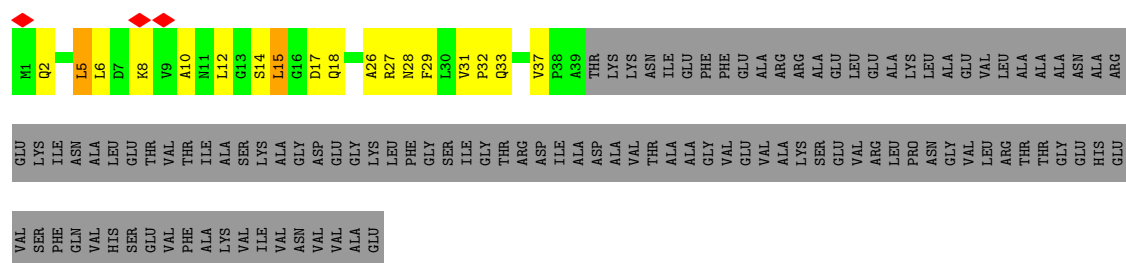 M1 Q2 L5 L6 D7 K8 V9 A10 N11 L12 G13 S14 L15 G16 D17 Q18 A26 R27 N28 F29 L30 V31 P32 Q33 V37 P38 A39 THR LYS LYS ASN ILE GLU PHE PHE GLU ALA ARG ARG ALA GLU LEU GLU ALA LYS LEU ALA GLU VAL LEU ALA ALA ALA ASN ALA ARG
GLU LYS ILE ASN ALA LEU GLU THR VAL THR ILE ALA SER LYS ALA GLY ASP GLU GLY LYS LEU PHE GLY SER ILE GLY THR ARG ASP ILE ALA ASP ALA VAL THR ALA ALA GLY VAL GLU VAL ALA LYS SER GLU VAL ARG LEU PRO ASN GLY VAL LEU ARG THR THR GLY GLU HIS GLU
VAL SER PHE GLN VAL HIS SER GLU VAL PHE ALA LYS VAL ILE VAL ASN VAL VAL ALA GLU